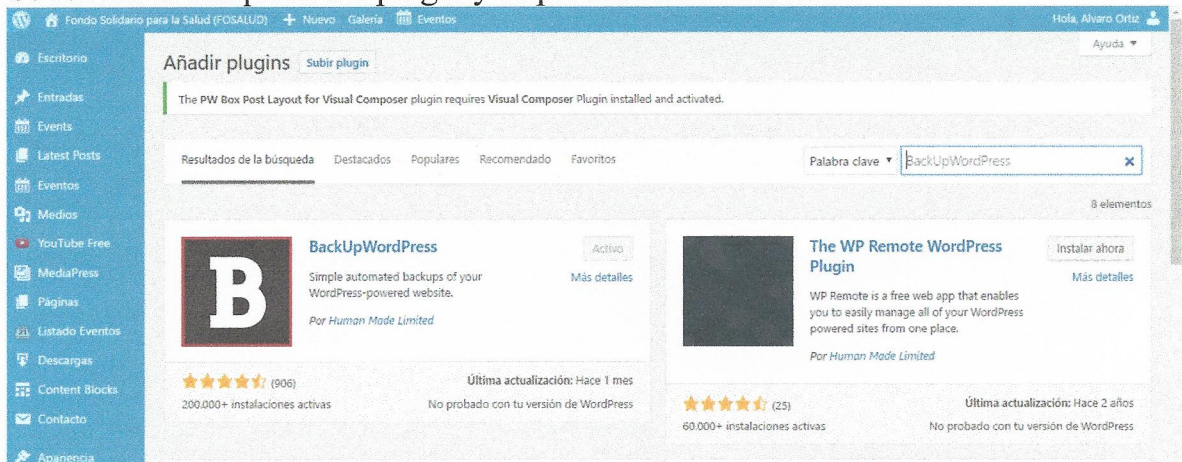 Fondo Solidario para la Salud (FOSALUD) + Nuevo Galería Eventos Hola, Alvaro Ortiz
Ayuda
Escritorio
Entradas
Events
Latest Posts
Eventos
Medios
YouTube Free
MediaPress
Páginas
Listado Eventos
Descargas
Content Blocks
Contacto
Apariencia
Añadir plugins Subir plugin
The PW Box Post Layout for Visual Composer plugin requires Visual Composer Plugin installed and activated.
Resultados de la búsqueda Destacados Populares Recomendado Favoritos Palabra clave BackUpWordPress
8 elementos
B
BackUpWordPress
Activo
Más detalles
Simple automated backups of your
WordPress-powered website.
Por Human Made Limited
(906)
200.000+ instalaciones activas
Última actualización: Hace 1 mes
No probado con tu versión de WordPress
The WP Remote WordPress
Plugin
Instalar ahora
Más detalles
WP Remote is a free web app that enables
you to easily manage all of your WordPress
powered sites from one place.
Por Human Made Limited
(25)
60.000+ instalaciones activas
Última actualización: Hace 2 años
No probado con tu versión de WordPress